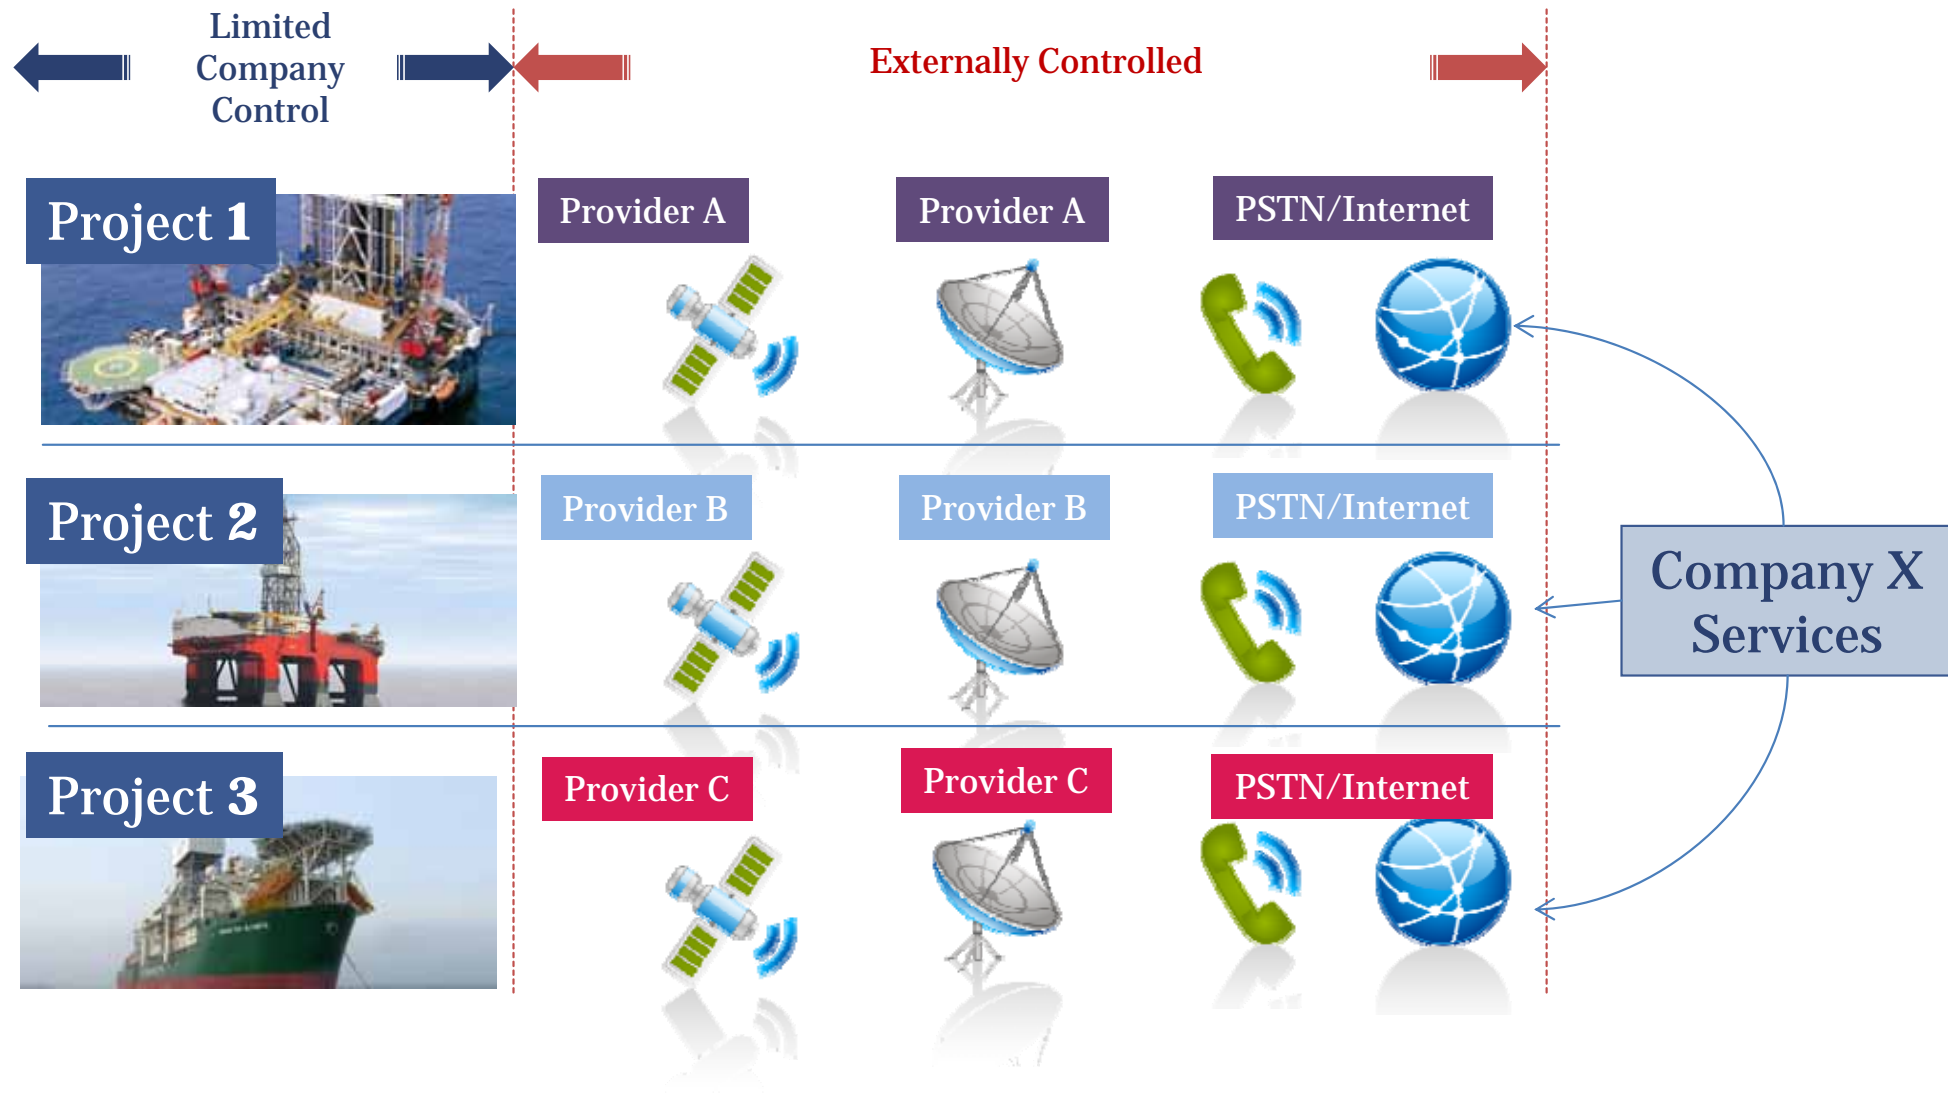 Limited
Company
Control
Externally Controlled
Project 1
Provider A
Provider A
PSTN/Internet
Project 2
Provider B
Provider B
PSTN/Internet
Company X
Services
Project 3
Provider C
Provider C
PSTN/Internet